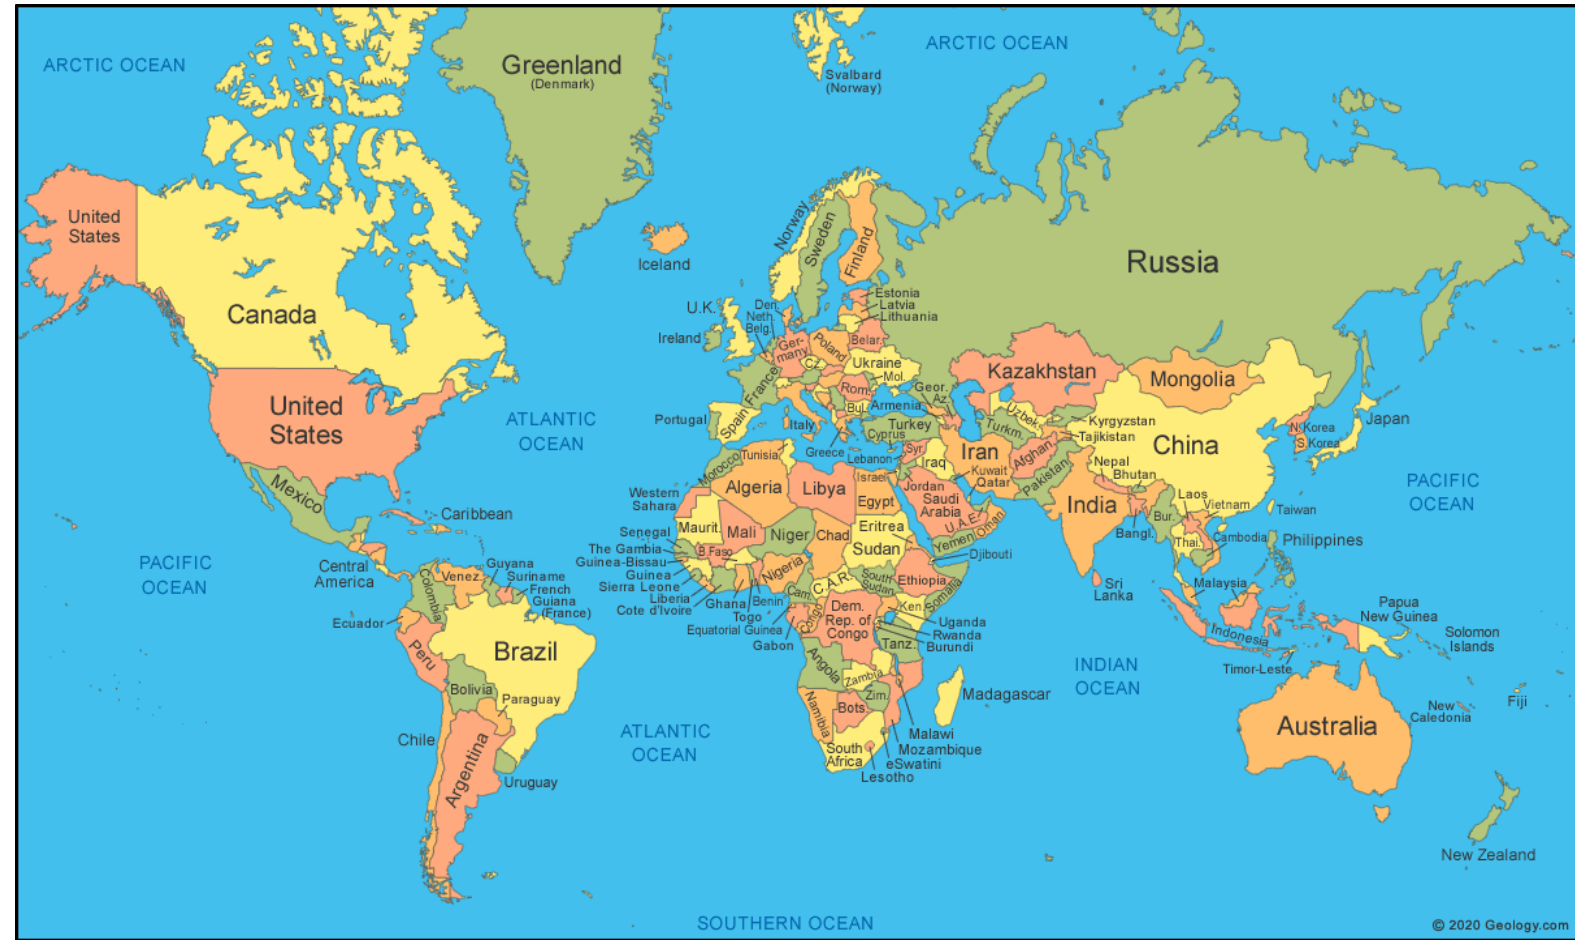 ARCTIC OCEAN
Greenland
(Denmark)
ARCTIC OCEAN
Svalbard
(Norway)
United
States
Canada
Iceland
Norway
Sweden
Finland
Russia
U.K.
Ireland
Den.
Neth.
Belg.
Estonia
Latvia
Lithuania
Ger-
many
Poland
Belar.
Cz.
Ukraine
Mol.
France
Rom.
Bul.
Portugal
Spain
Italy
Greece
Geor.
Az.
Armenia
Turkey
Cyprus
Lebanon
Syr.
Israel
Iraq
Iran
Kuwait
Qatar
Jordan
Saudi
Arabia
U.A.E.
Oman
Yemen
Kazakhstan
Uzbek.
Turkm.
Kyrgyzstan
Tajikistan
Afghan.
Pakistan
Mongolia
China
N. Korea
S. Korea
Japan
Nepal
Bhutan
India
Bangl.
Sri
Lanka
Bur.
Laos
Vietnam
Thai.
Cambodia
Taiwan
Philippines
Malaysia
Indonesia
Timor-Leste
Papua
New Guinea
Solomon
Islands
PACIFIC
OCEAN
United
States
ATLANTIC
OCEAN
Mexico
Caribbean
PACIFIC
OCEAN
Central
America
Venez.
Guyana
Suriname
French
Guiana
(France)
Colombia
Ecuador
Peru
Brazil
Bolivia
Paraguay
Chile
Argentina
Uruguay
Morocco
Tunisia
Algeria
Libya
Egypt
Western
Sahara
Maurit.
Mali
Niger
Chad
Sudan
Eritrea
Djibouti
Senegal
The Gambia
Guinea-Bissau
Guinea
Sierra Leone
Liberia
Cote d'Ivoire
B.Faso
Ghana
Togo
Benin
Nigeria
Cam.
C.A.R.
South
Sudan
Ethiopia
Somalia
Equatorial Guinea
Gabon
Congo
Dem.
Rep. of
Congo
Ken.
Uganda
Rwanda
Burundi
Tanz.
Angola
Zambia
Zim.
Namibia
Bots.
South
Africa
Malawi
Mozambique
eSwatini
Lesotho
Madagascar
ATLANTIC
OCEAN
INDIAN
OCEAN
Australia
New
Caledonia
Fiji
New Zealand
SOUTHERN OCEAN
© 2020 Geology.com